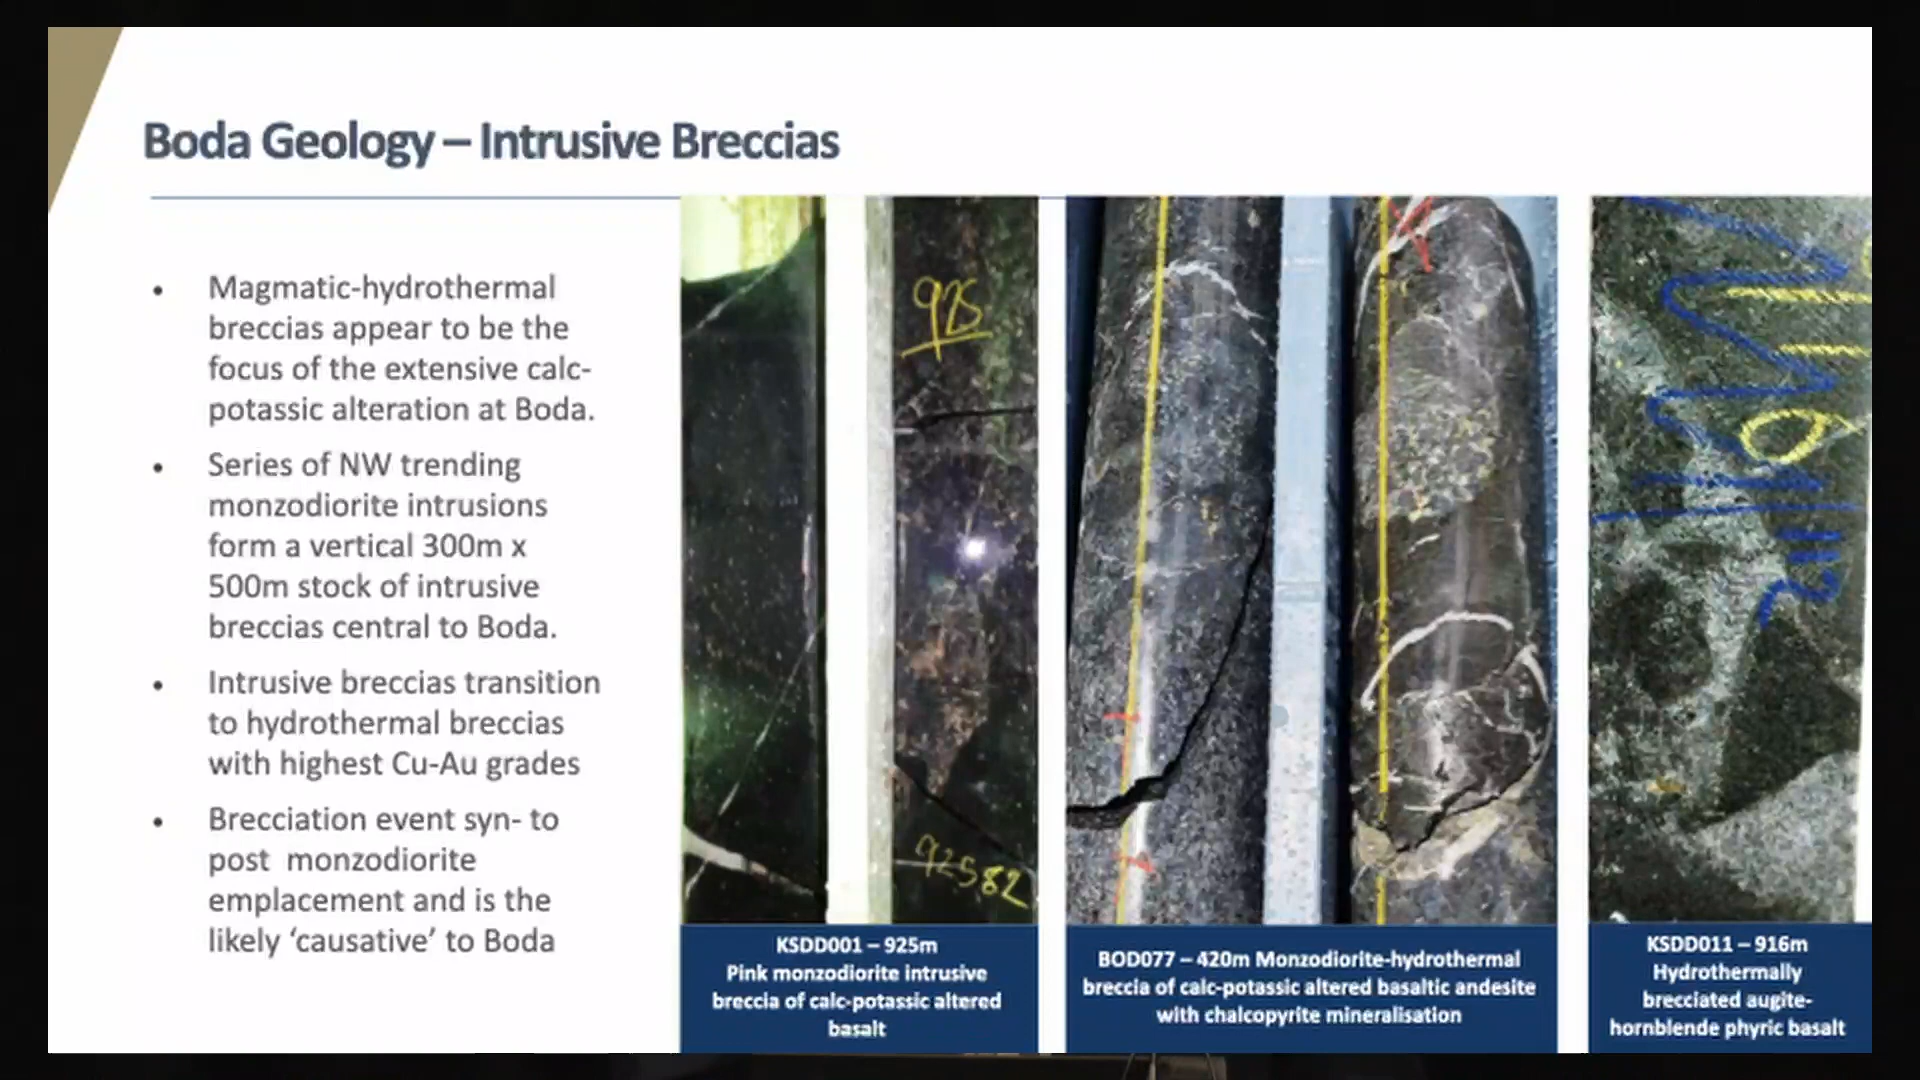 Boda Geology – Intrusive Breccias
• Magmatic-hydrothermal
breccias appear to be the
focus of the extensive calc-
potassic alteration at Boda.
• Series of NW trending
monzodiorite intrusions
form a vertical 300m x
500m stock of intrusive
breccias central to Boda.
• Intrusive breccias transition
to hydrothermal breccias
with highest Cu-Au grades
• Brecciation event syn- to
post  monzodiorite
emplacement and is the
likely ‘causative’ to Boda
925
925.82
KSDD001 – 925m
Pink monzodiorite intrusive
breccia of calc-potassic altered
basalt
BOD077 – 420m Monzodiorite-hydrothermal
breccia of calc-potassic altered basaltic andesite
with chalcopyrite mineralisation
KSDD011 – 916m
Hydrothermally
brecciated augite-
hornblende phyric basalt